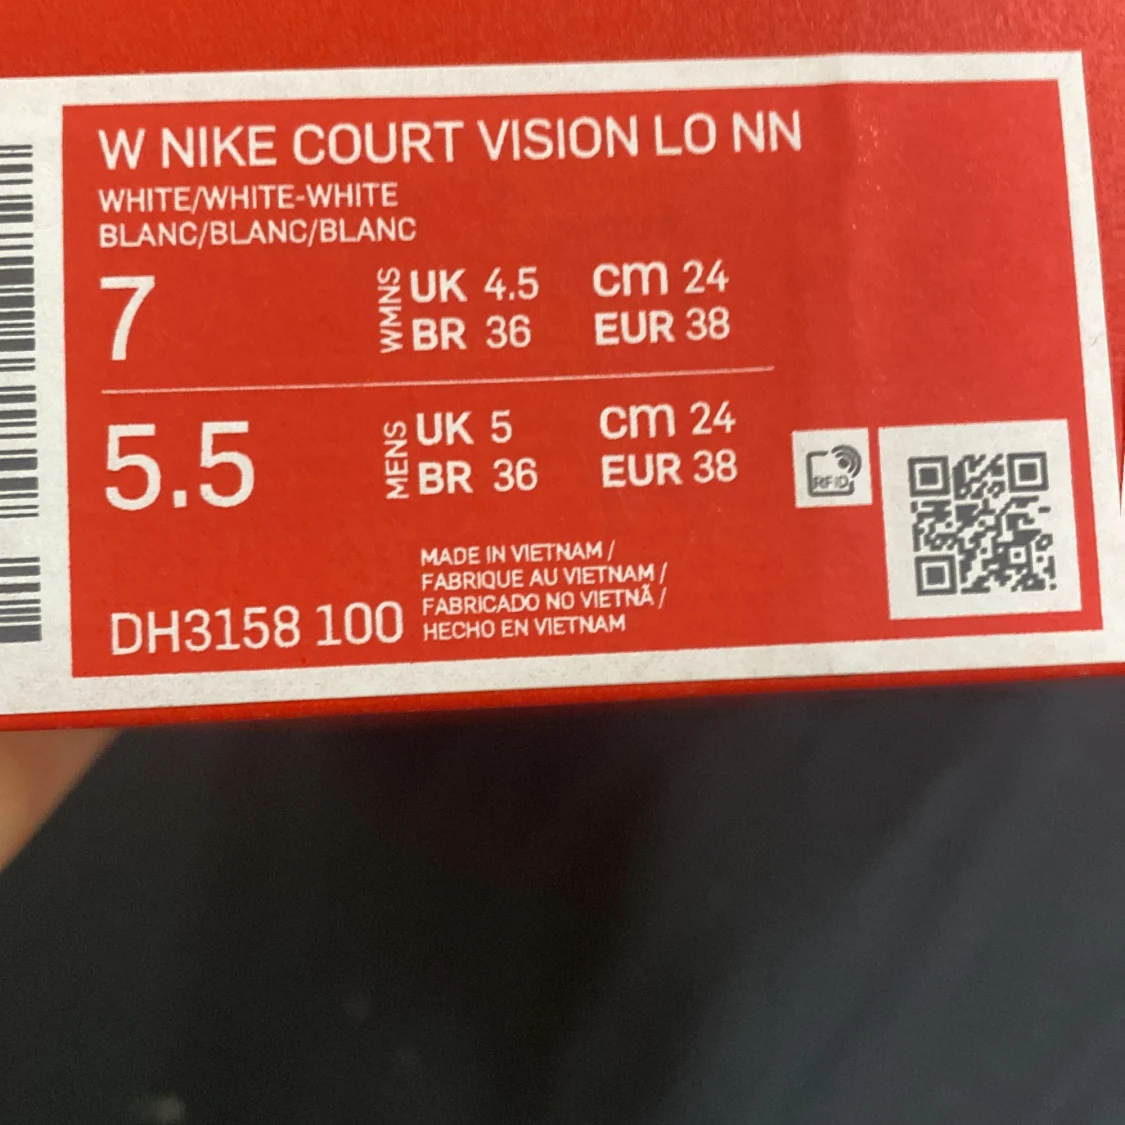 W NIKE COURT VISION LO NN
WHITE/WHITE-WHITE
BLANC/BLANC/BLANC
7 WMNS UK 4.5 cm 24
BR 36 EUR 38
5.5 MENS UK 5 cm 24
BR 36 EUR 38
RFID
MADE IN VIETNAM /
FABRIQUE AU VIETNAM /
FABRICADO NO VIETNÃ /
HECHO EN VIETNAM
DH3158 100